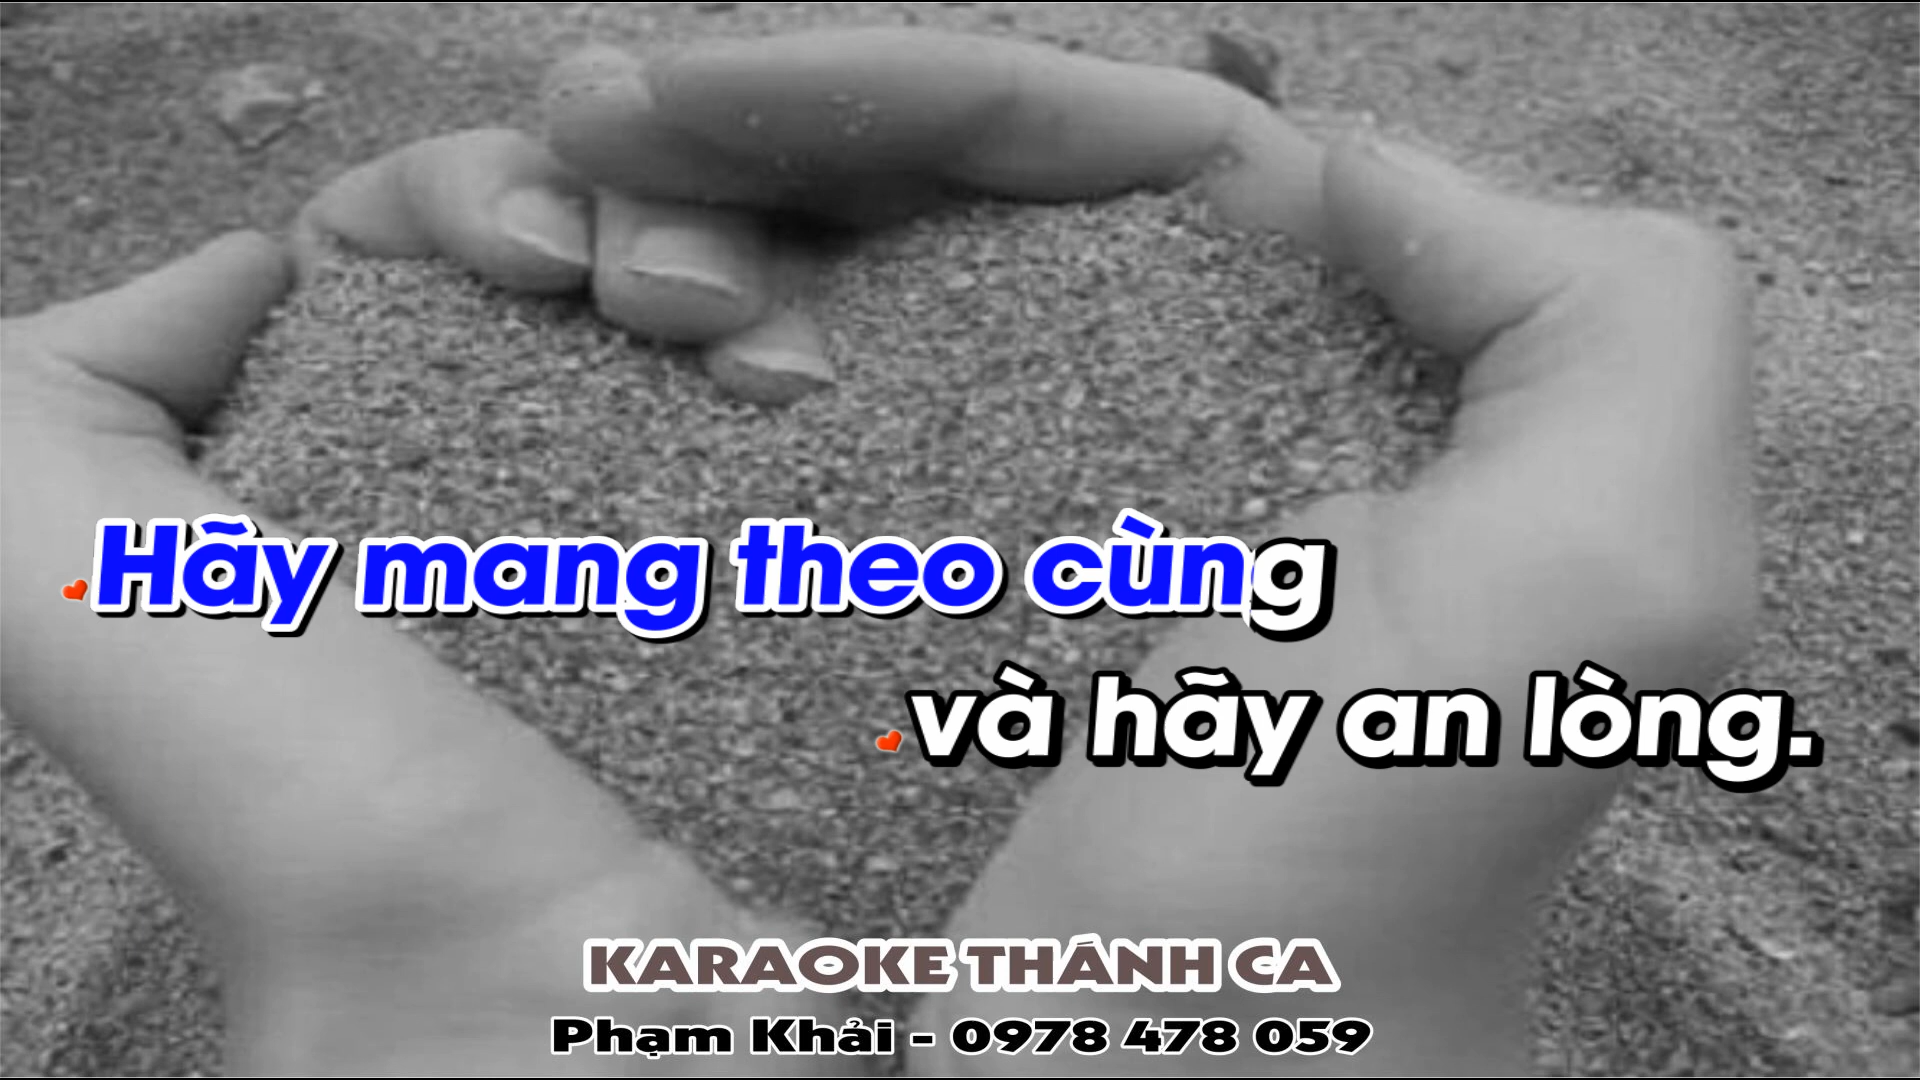 Hãy mang theo cùng
và hãy an lòng.
KARAOKE THÁNH CA
Phạm Khải - 0978 478 059